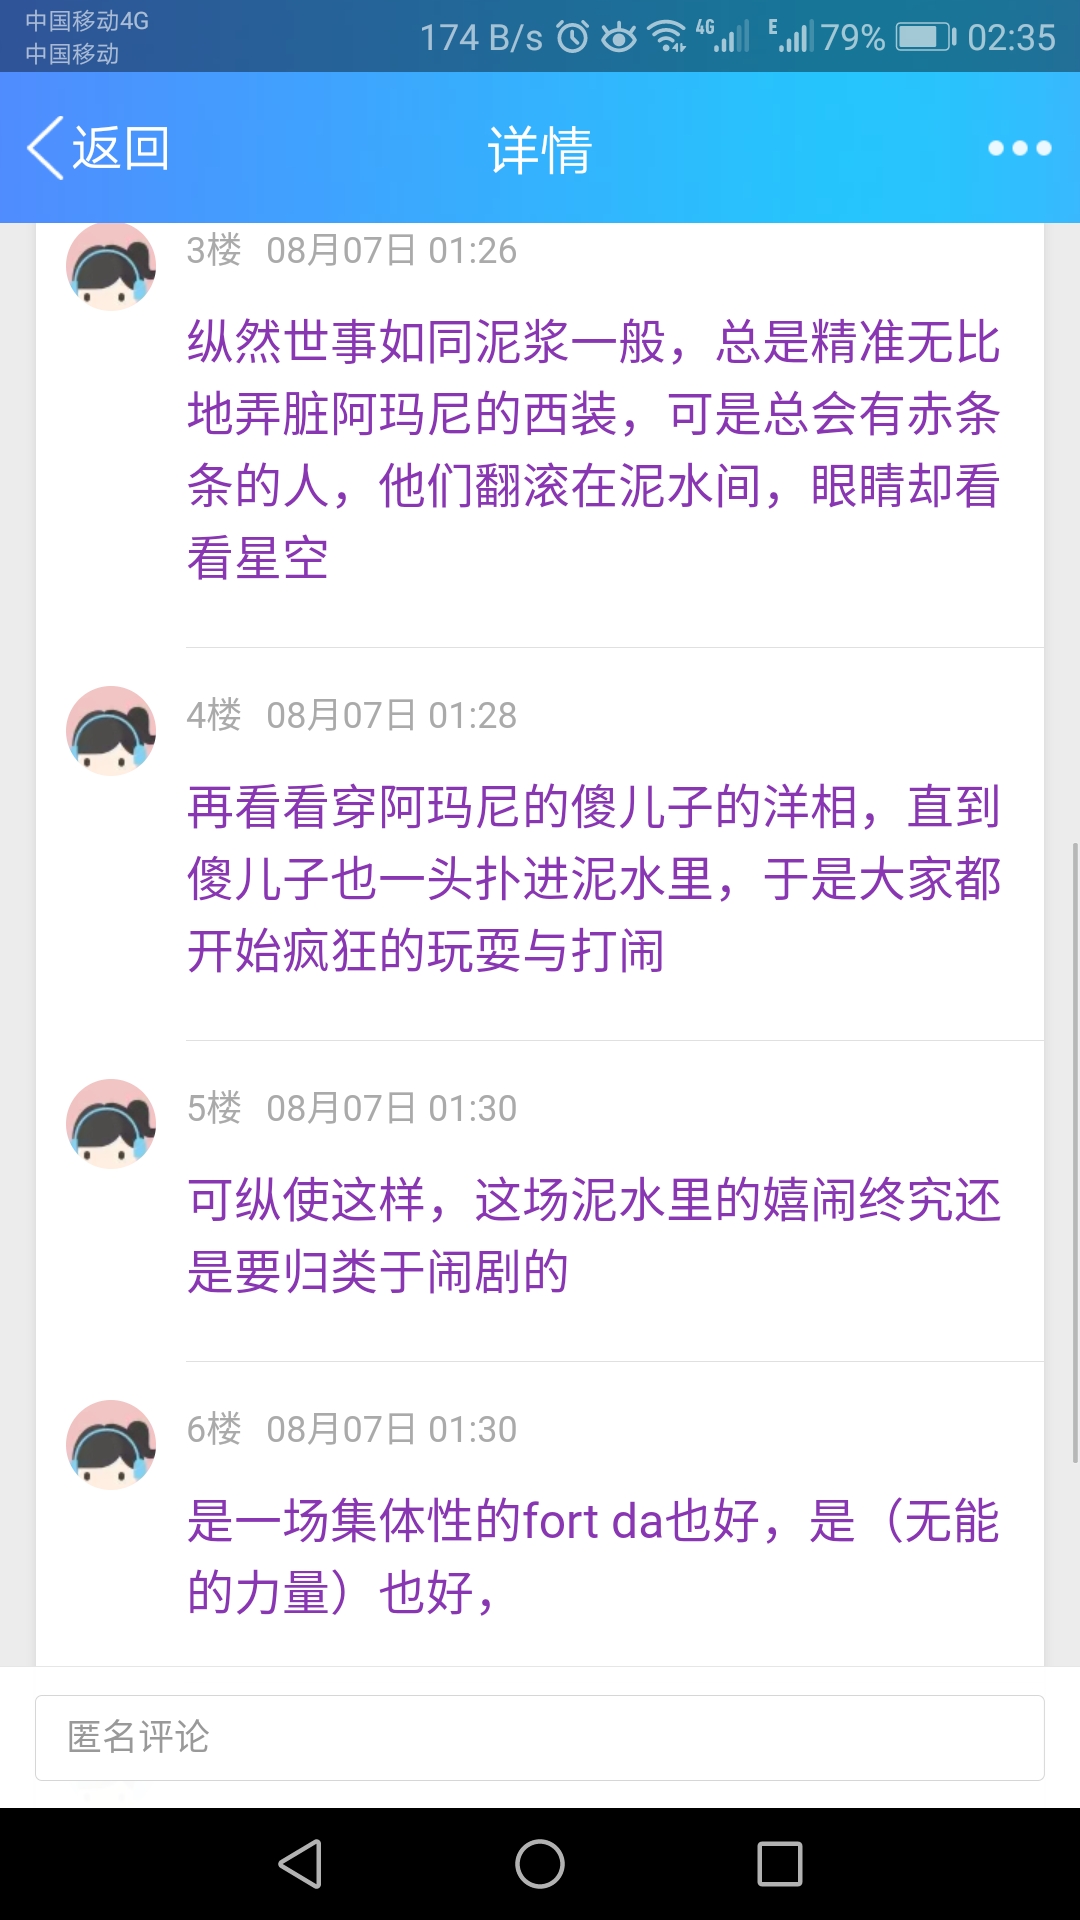 中国移动4G
中国移动
174 B/s 4G E 79% 02:35
返回 详情
3楼 08月07日 01:26
纵然世事如同泥浆一般，总是精准无比
地弄脏阿玛尼的西装，可是总会有赤条
条的人，他们翻滚在泥水间，眼睛却看
看星空
4楼 08月07日 01:28
再看看穿阿玛尼的傻儿子的洋相，直到
傻儿子也一头扑进泥水里，于是大家都
开始疯狂的玩耍与打闹
5楼 08月07日 01:30
可纵使这样，这场泥水里的嬉闹终究还
是要归类于闹剧的
6楼 08月07日 01:30
是一场集体性的fort da也好，是（无能
的力量）也好，
匿名评论